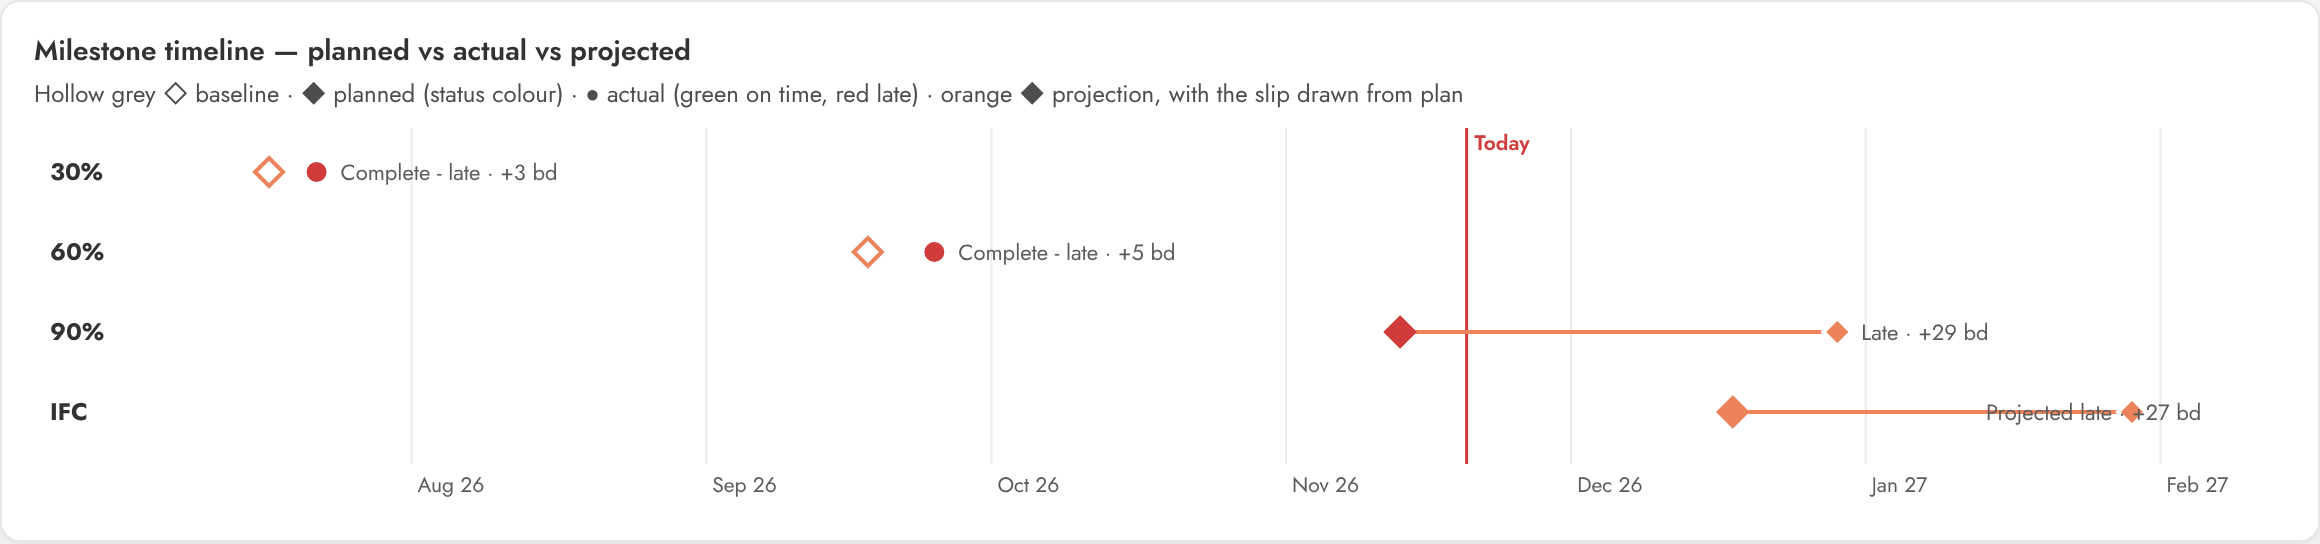 Milestone timeline — planned vs actual vs projected
Hollow grey ◇ baseline · ◆ planned (status colour) · ● actual (green on time, red late) · orange ◆ projection, with the slip drawn from plan
Today
30% Complete - late · +3 bd
60% Complete - late · +5 bd
90% Late · +29 bd
IFC Projected late · +27 bd
Aug 26 Sep 26 Oct 26 Nov 26 Dec 26 Jan 27 Feb 27